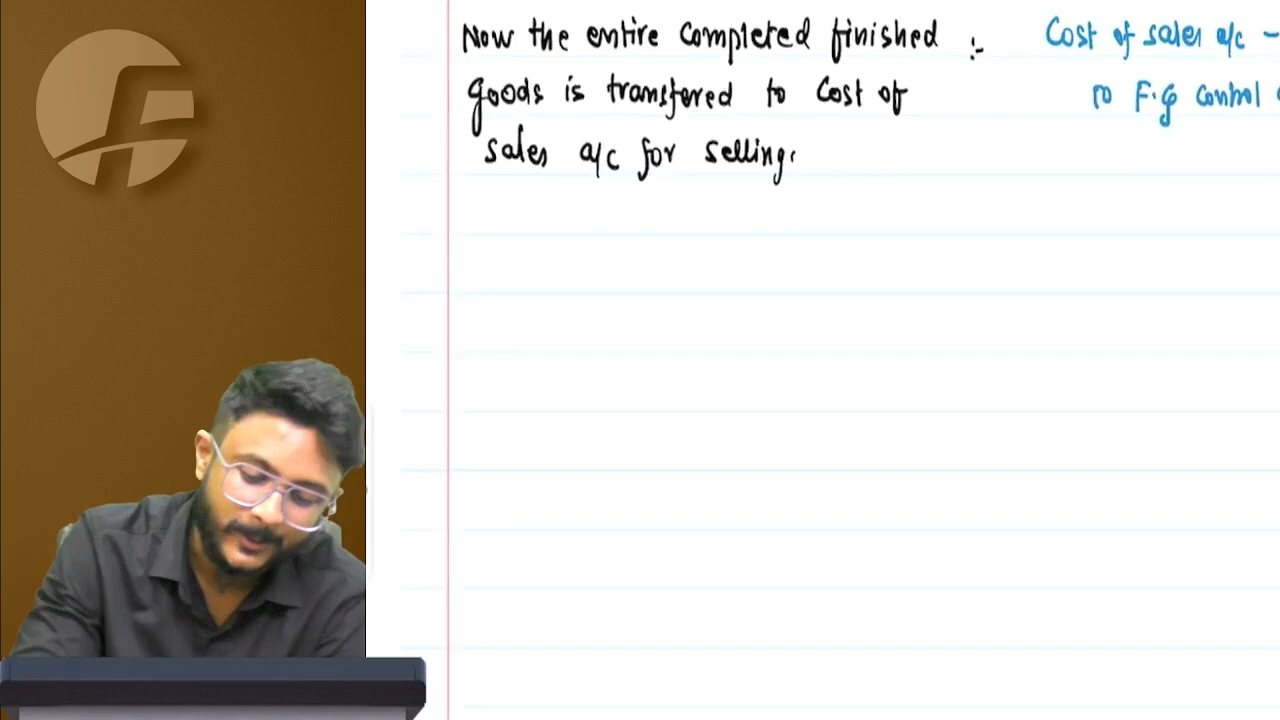 Now the entire completed finished :- Cost of sales a/c -
goods is transfered to Cost of To F.G control
sales a/c for selling.